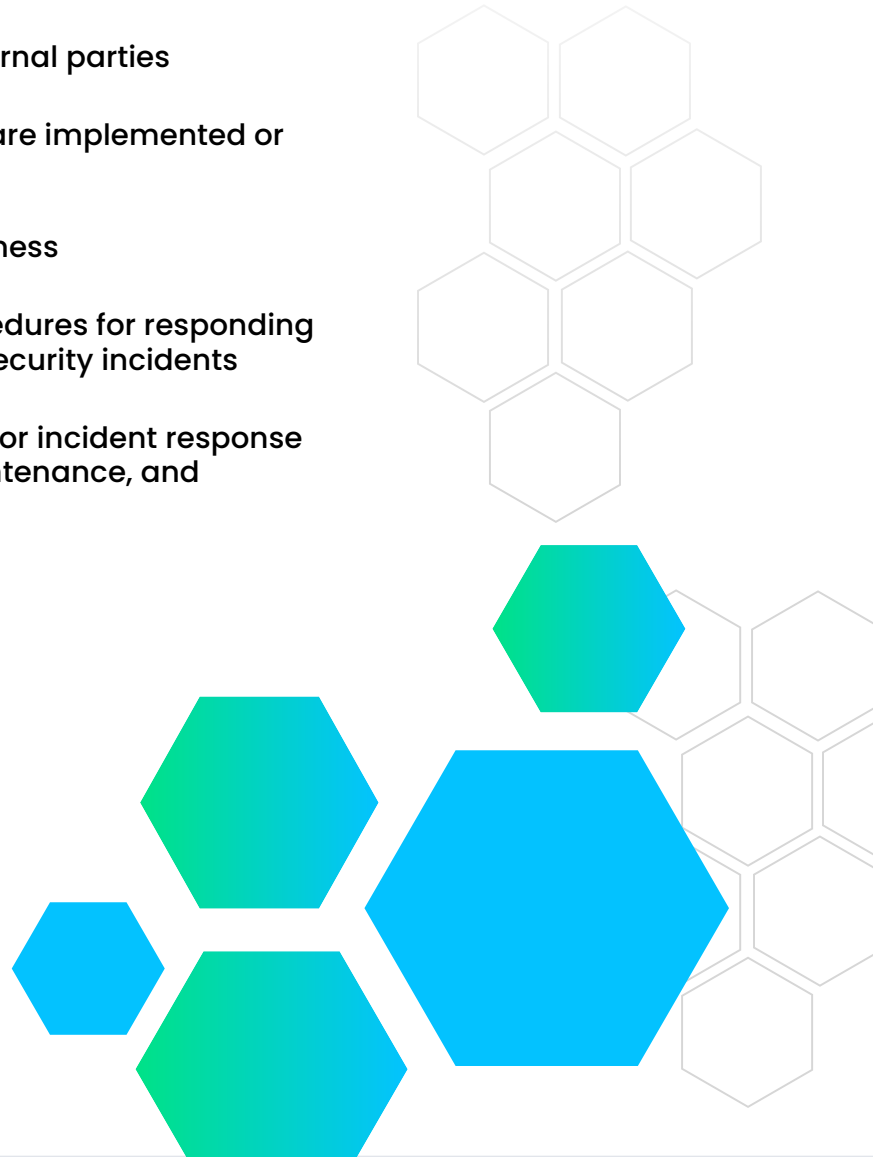 rnal parties
are implemented or
ness
edures for responding
ecurity incidents
or incident response
ntenance, and